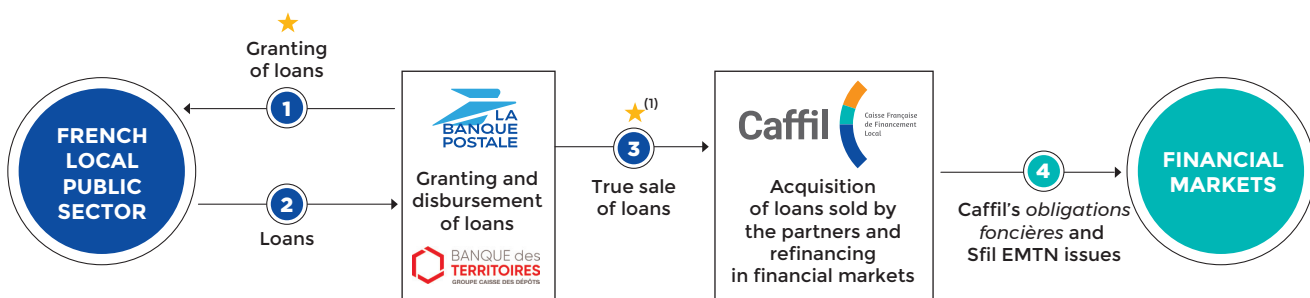 FRENCH
LOCAL
PUBLIC
SECTOR
Granting
of loans
1
2
Loans
LA
BANQUE
POSTALE
Granting and
disbursement
of loans
BANQUE des
TERRITOIRES
GROUPE CAISSE DES DÉPÔTS
(1)
3
True sale
of loans
Caffil
Caisse Française
de Financement
Local
Acquisition
of loans sold by
the partners and
refinancing
in financial markets
4
Caffil's obligations
foncières and
Sfil EMTN issues
FINANCIAL
MARKETS